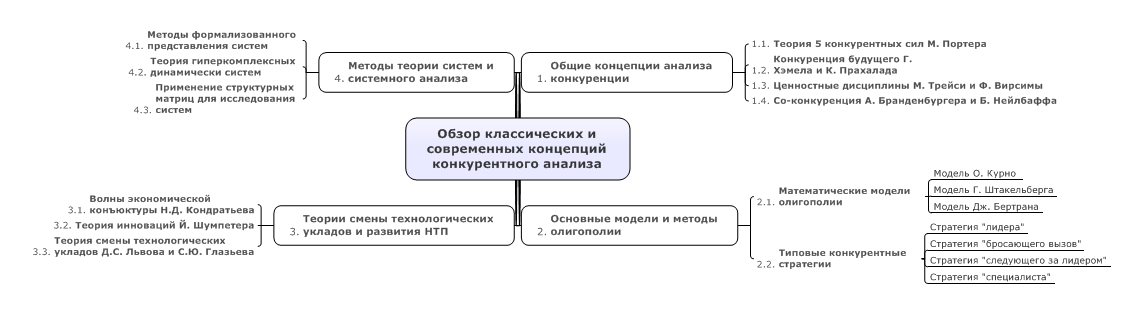 Обзор классических и
современных концепций
конкурентного анализа
Общие концепции анализа
1. конкуренции
1.1. Теория 5 конкурентных сил М. Портера
Конкуренция будущего Г.
1.2. Хэмела и К. Прахалада
1.3. Ценностные дисциплины М. Трейси и Ф. Вирсимы
1.4. Со-конкуренция А. Бранденбургера и Б. Нейлбаффа
Основные модели и методы
2. олигополии
Математические модели
2.1. олигополии
Модель О. Курно
Модель Г. Штакельберга
Модель Дж. Бертрана
Типовые конкурентные
2.2. стратегии
Стратегия "лидера"
Стратегия "бросающего вызов"
Стратегия "следующего за лидером"
Стратегия "специалиста"
Теории смены технологических
3. укладов и развития НТП
Волны экономической
3.1. конъюктуры Н.Д. Кондратьева
3.2. Теория инноваций Й. Шумпетера
Теория смены технологических
3.3. укладов Д.С. Львова и С.Ю. Глазьева
Методы теории систем и
4. системного анализа
Методы формализованного
4.1. представления систем
Теория гиперкомплексных
4.2. динамически систем
Применение структурных
матриц для исследования
4.3. систем